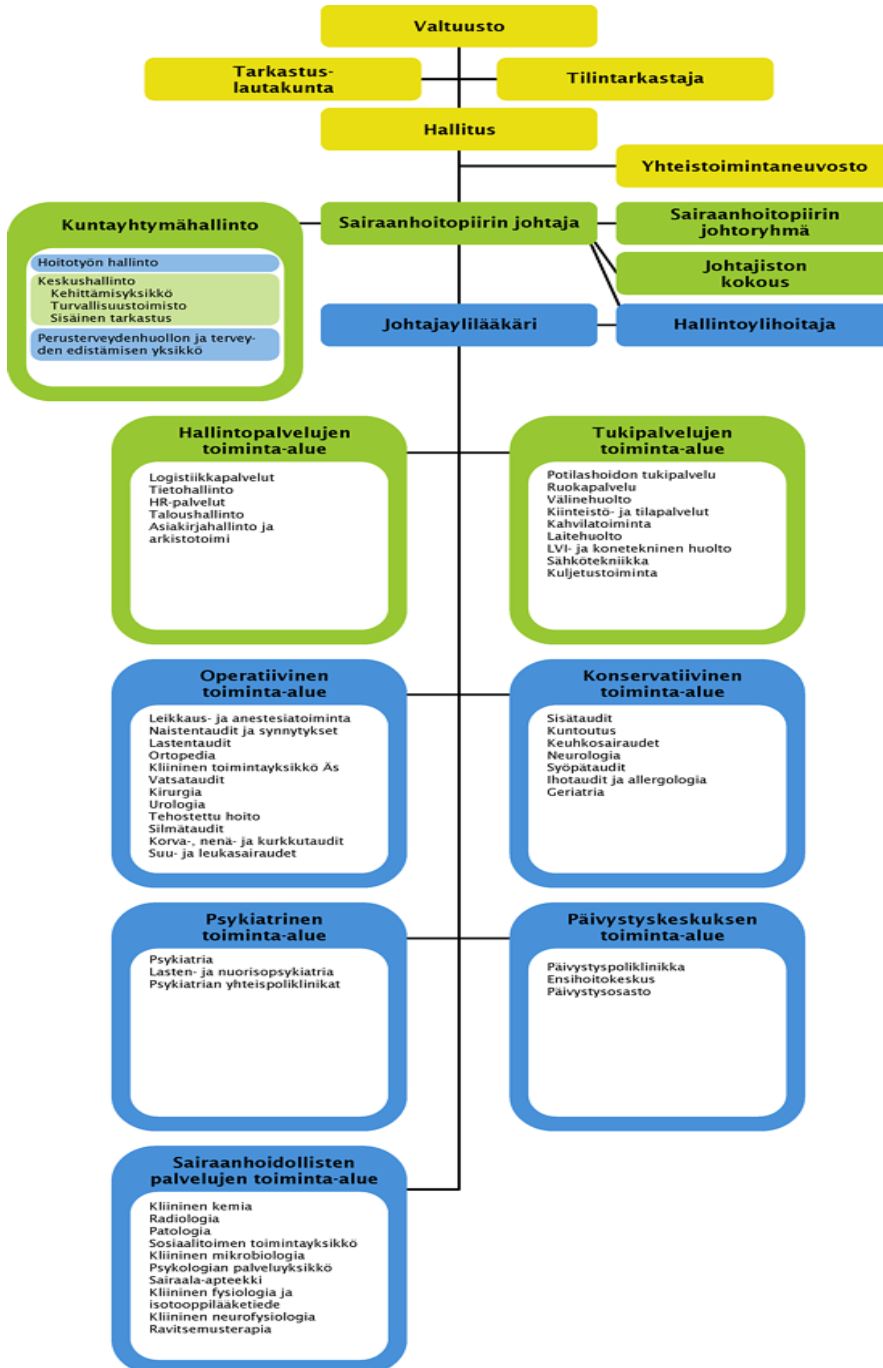 Valtuusto
Tarkastus-
lautakunta
Tilintarkastaja
Hallitus
Yhteistoimintaneuvosto
Kuntayhtymähallinto
Hoitotyön hallinto
Keskushallinto
Kehittämisyksikkö
Turvallisuustoimisto
Sisäinen tarkastus
Perusterveydenhuollon ja tervey-
den edistämisen yksikkö
Sairaanhoitopiirin johtaja
Sairaanhoitopiirin
johtoryhmä
Johtajiston
kokous
Johtajaylilääkäri
Hallintoylihoitaja
Hallintopalvelujen
toiminta-alue
Logistiikkapalvelut
Tietohallinto
HR-palvelut
Taloushallinto
Asiakirjahallinto ja
arkistotoimi
Tukipalvelujen
toiminta-alue
Potilashoidon tukipalvelu
Ruokapalvelu
Välinehuolto
Kiinteistö- ja tilapalvelut
Kahvilatoiminta
Laitehuolto
LVI- ja konetekninen huolto
Sähkötekniikka
Kuljetustoiminta
Operatiivinen
toiminta-alue
Leikkaus- ja anestesiatoiminta
Naistentaudit ja synnytykset
Lastentaudit
Ortopedia
Kliininen toimintayksikkö Äs
Vatsataudit
Kirurgia
Urologia
Tehostettu hoito
Silmätaudit
Korva-, nenä- ja kurkkutaudit
Suu- ja leukasairaudet
Konservatiivinen
toiminta-alue
Sisätaudit
Kuntoutus
Keuhkosairaudet
Neurologia
Syöpätaudit
Ihotaudit ja allergologia
Geriatria
Psykiatrinen
toiminta-alue
Psykiatria
Lasten- ja nuorisopsykiatria
Psykiatrian yhteispoliklinikat
Päivystyskeskuksen
toiminta-alue
Päivystyspoliklinikka
Ensihoitokeskus
Päivystysosasto
Sairaanhoidollisten
palvelujen toiminta-alue
Kliininen kemia
Radiologia
Patologia
Sosiaalitoimen toimintayksikkö
Kliininen mikrobiologia
Psykologian palveluyksikkö
Sairaala-apteekki
Kliininen fysiologia ja
isotooppilääketiede
Kliininen neurofysiologia
Ravitsemusterapia